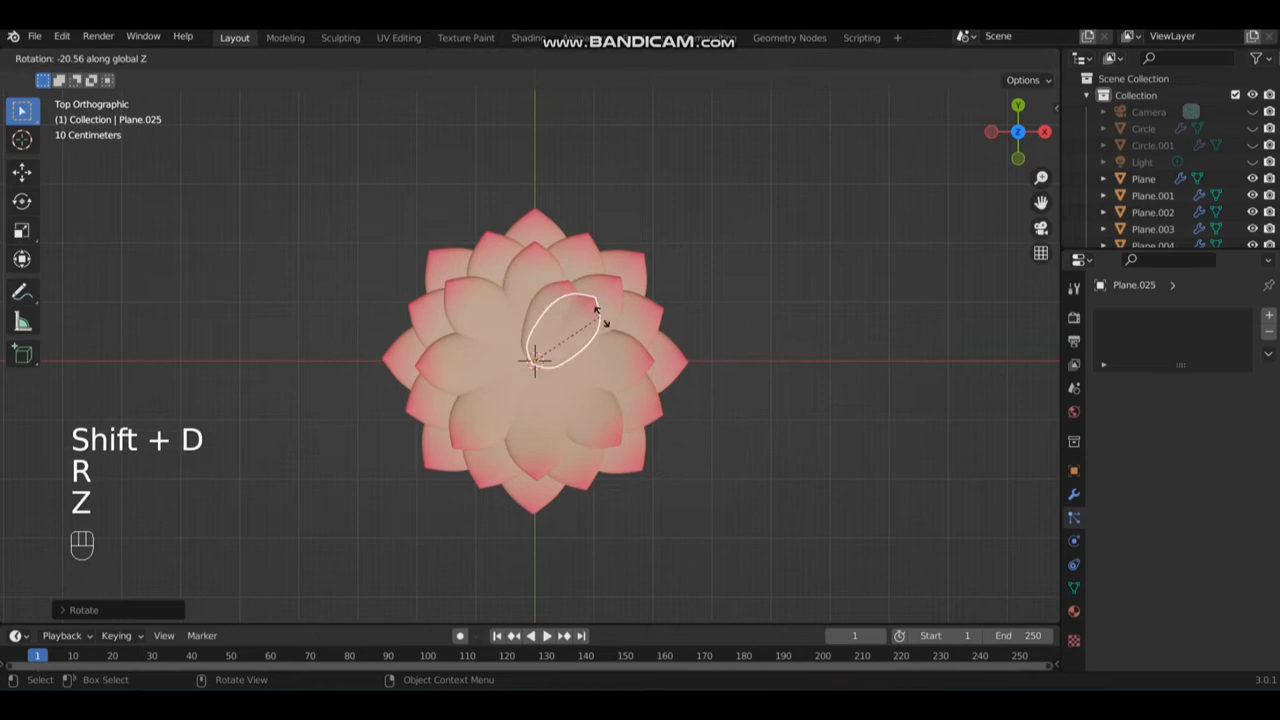 File Edit Render Window Help Layout Modeling Sculpting UV Editing Texture Paint Geometry Nodes Scripting + Scene ViewLayer
www.BANDICAM.com
Rotation: -20.56 along global Z
Options
Top Orthographic
(1) Collection | Plane.025
10 Centimeters
Y
X
Z
Scene Collection
Collection
Camera
Circle
Circle.001
Light
Plane
Plane.001
Plane.002
Plane.003
Plane.004
Plane.025
Shift + D
R
Z
Rotate
Playback Keying View Marker 1 Start 1 End 250
1 10 20 30 40 50 60 70 80 90 100 110 120 130 140 150 160 170 180 190 200 210 220 230 240 250
Select Box Select Rotate View Object Context Menu 3.0.1